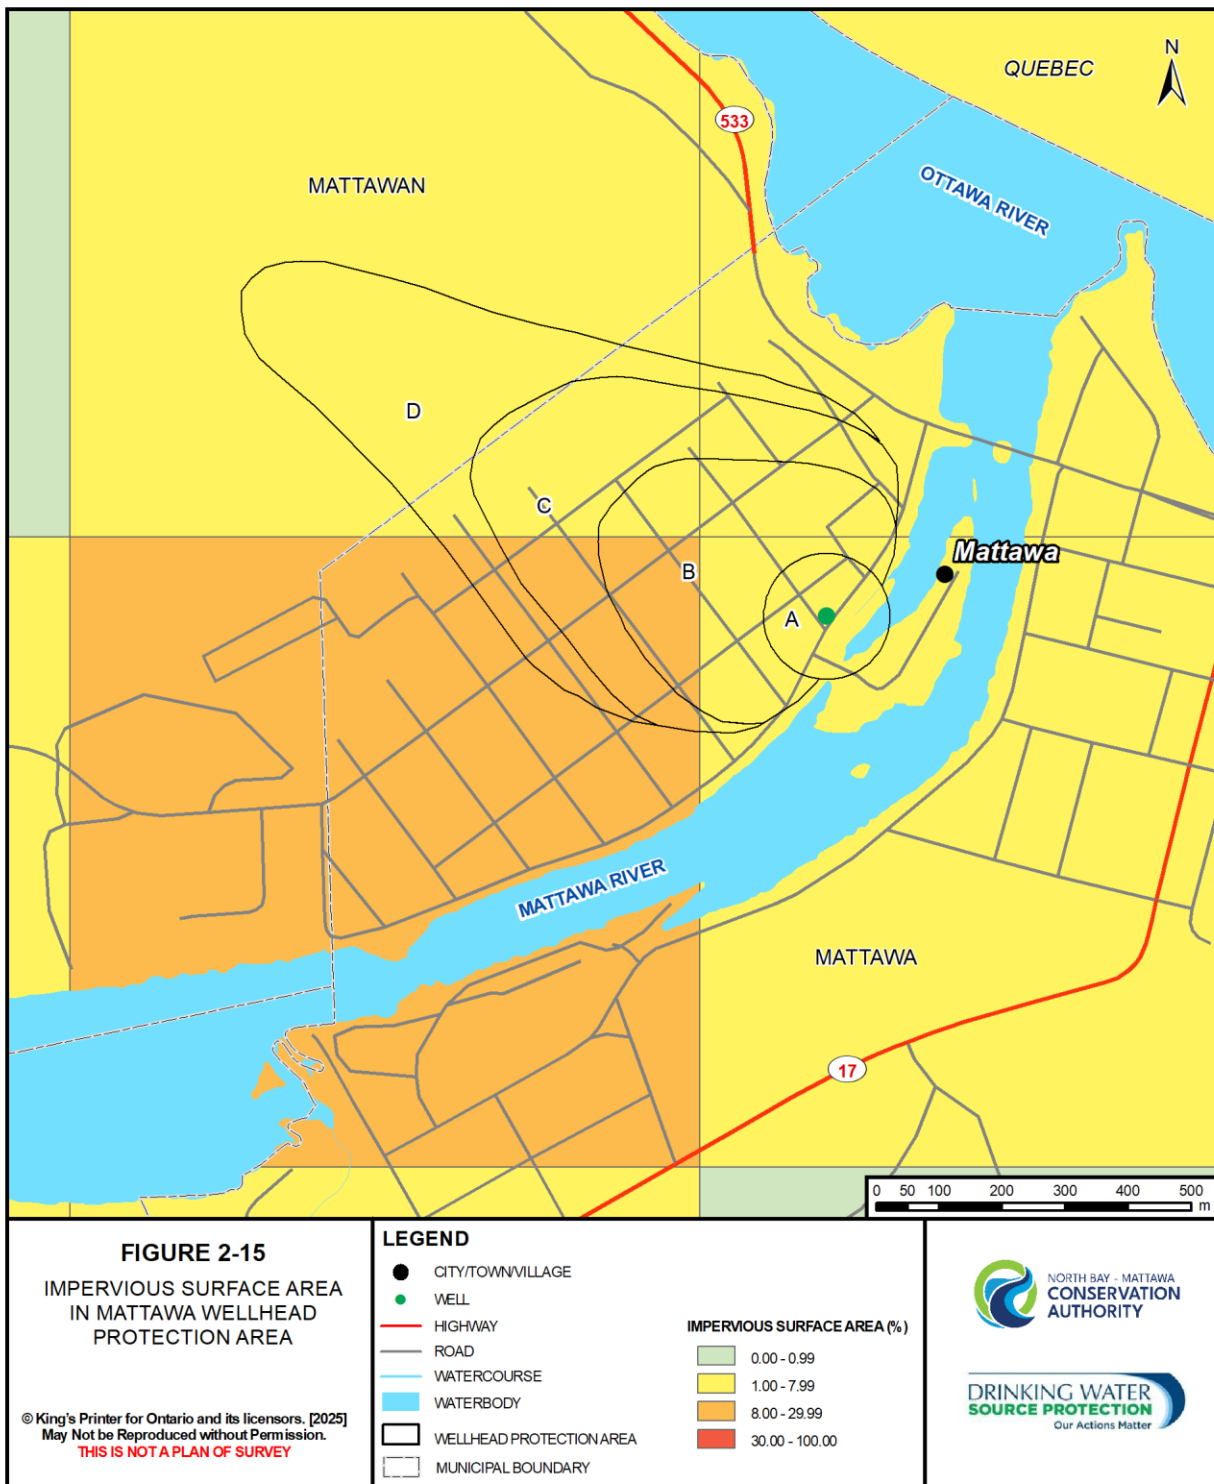 QUEBEC
N
533
MATTAWAN
OTTAWA RIVER
D
C
B
A
Mattawa
MATTAWA RIVER
MATTAWA
17
0 50 100 200 300 400 500
m
FIGURE 2-15
IMPERVIOUS SURFACE AREA
IN MATTAWA WELLHEAD
PROTECTION AREA
© King's Printer for Ontario and its licensors. [2025]
May Not be Reproduced without Permission.
THIS IS NOT A PLAN OF SURVEY
LEGEND
CITY/TOWN/VILLAGE
WELL
HIGHWAY
ROAD
WATERCOURSE
WATERBODY
WELLHEAD PROTECTION AREA
MUNICIPAL BOUNDARY
IMPERVIOUS SURFACE AREA (%)
0.00 - 0.99
1.00 - 7.99
8.00 - 29.99
30.00 - 100.00
NORTH BAY - MATTAWA
CONSERVATION
AUTHORITY
DRINKING WATER
SOURCE PROTECTION
Our Actions Matter